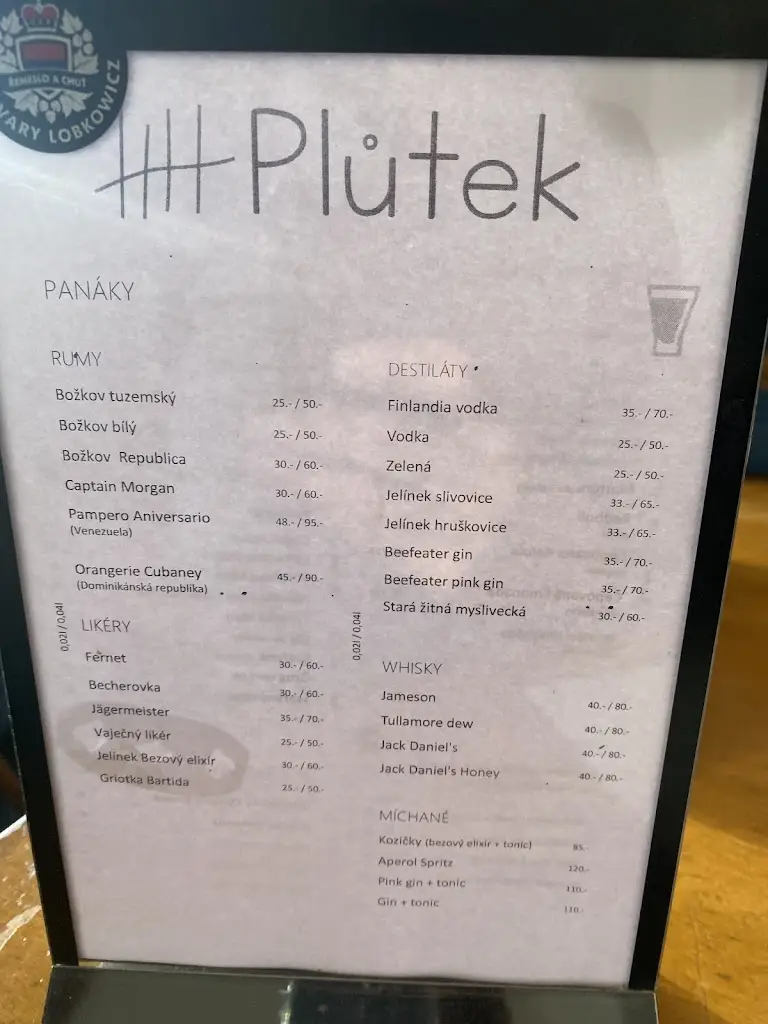 ŘEMESLO & CHUŤ
VARY LOBKOWICZ
Plůtek
PANÁKY
RUMY
Božkov tuzemský 25.- / 50.-
Božkov bílý 25.- / 50.-
Božkov Republica 30.- / 60.-
Captain Morgan 30.- / 60.-
Pampero Aniversario 48.- / 95.-
(Venezuela)
Orangerie Cubaney 45.- / 90.-
(Dominikánská republika)
0,02l / 0,04l
LIKÉRY
Fernet 30.- / 60.-
Becherovka 30.- / 60.-
Jägermeister 35.- / 70.-
Vaječný likér 25.- / 50.-
Jelínek Bezový elixír 30.- / 60.-
Griotka Bartida 25.- / 50.-
DESTILÁTY
Finlandia vodka 35.- / 70.-
Vodka 25.- / 50.-
Zelená 25.- / 50.-
Jelínek slivovice 33.- / 65.-
Jelínek hruškovice 33.- / 65.-
Beefeater gin 35.- / 70.-
Beefeater pink gin 35.- / 70.-
Stará žitná myslivecká 30.- / 60.-
0,02l / 0,04l
WHISKY
Jameson 40.- / 80.-
Tullamore dew 40.- / 80.-
Jack Daniel's 40.- / 80.-
Jack Daniel's Honey 40.- / 80.-
MÍCHANÉ
Kozičky (bezový elixír + tonic) 85.-
Aperol Spritz 120.-
Pink gin + tonic 110.-
Gin + tonic 110.-